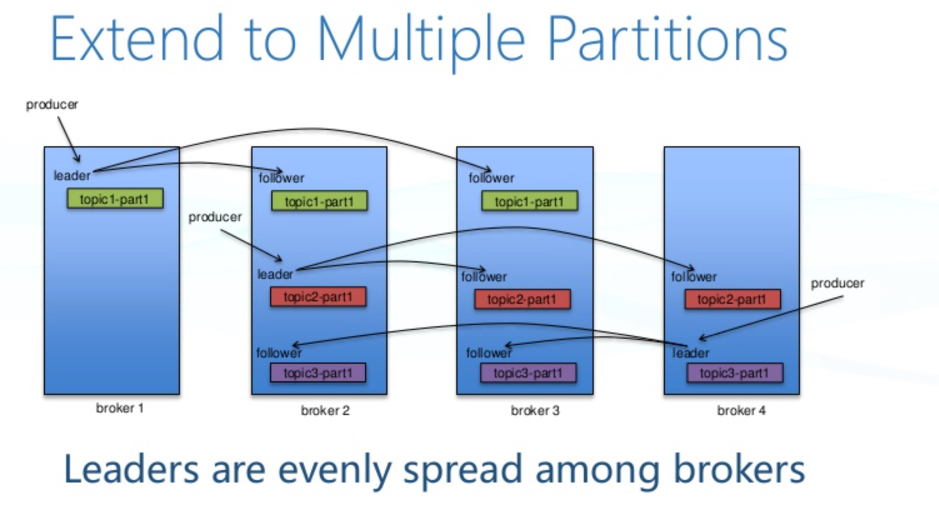 Extend to Multiple Partitions
producer
leader
topic1-part1
follower
topic1-part1
follower
topic1-part1
producer
leader
topic2-part1
follower
topic2-part1
follower
topic2-part1
producer
follower
topic3-part1
follower
topic3-part1
leader
topic3-part1
broker 1
broker 2
broker 3
broker 4
Leaders are evenly spread among brokers